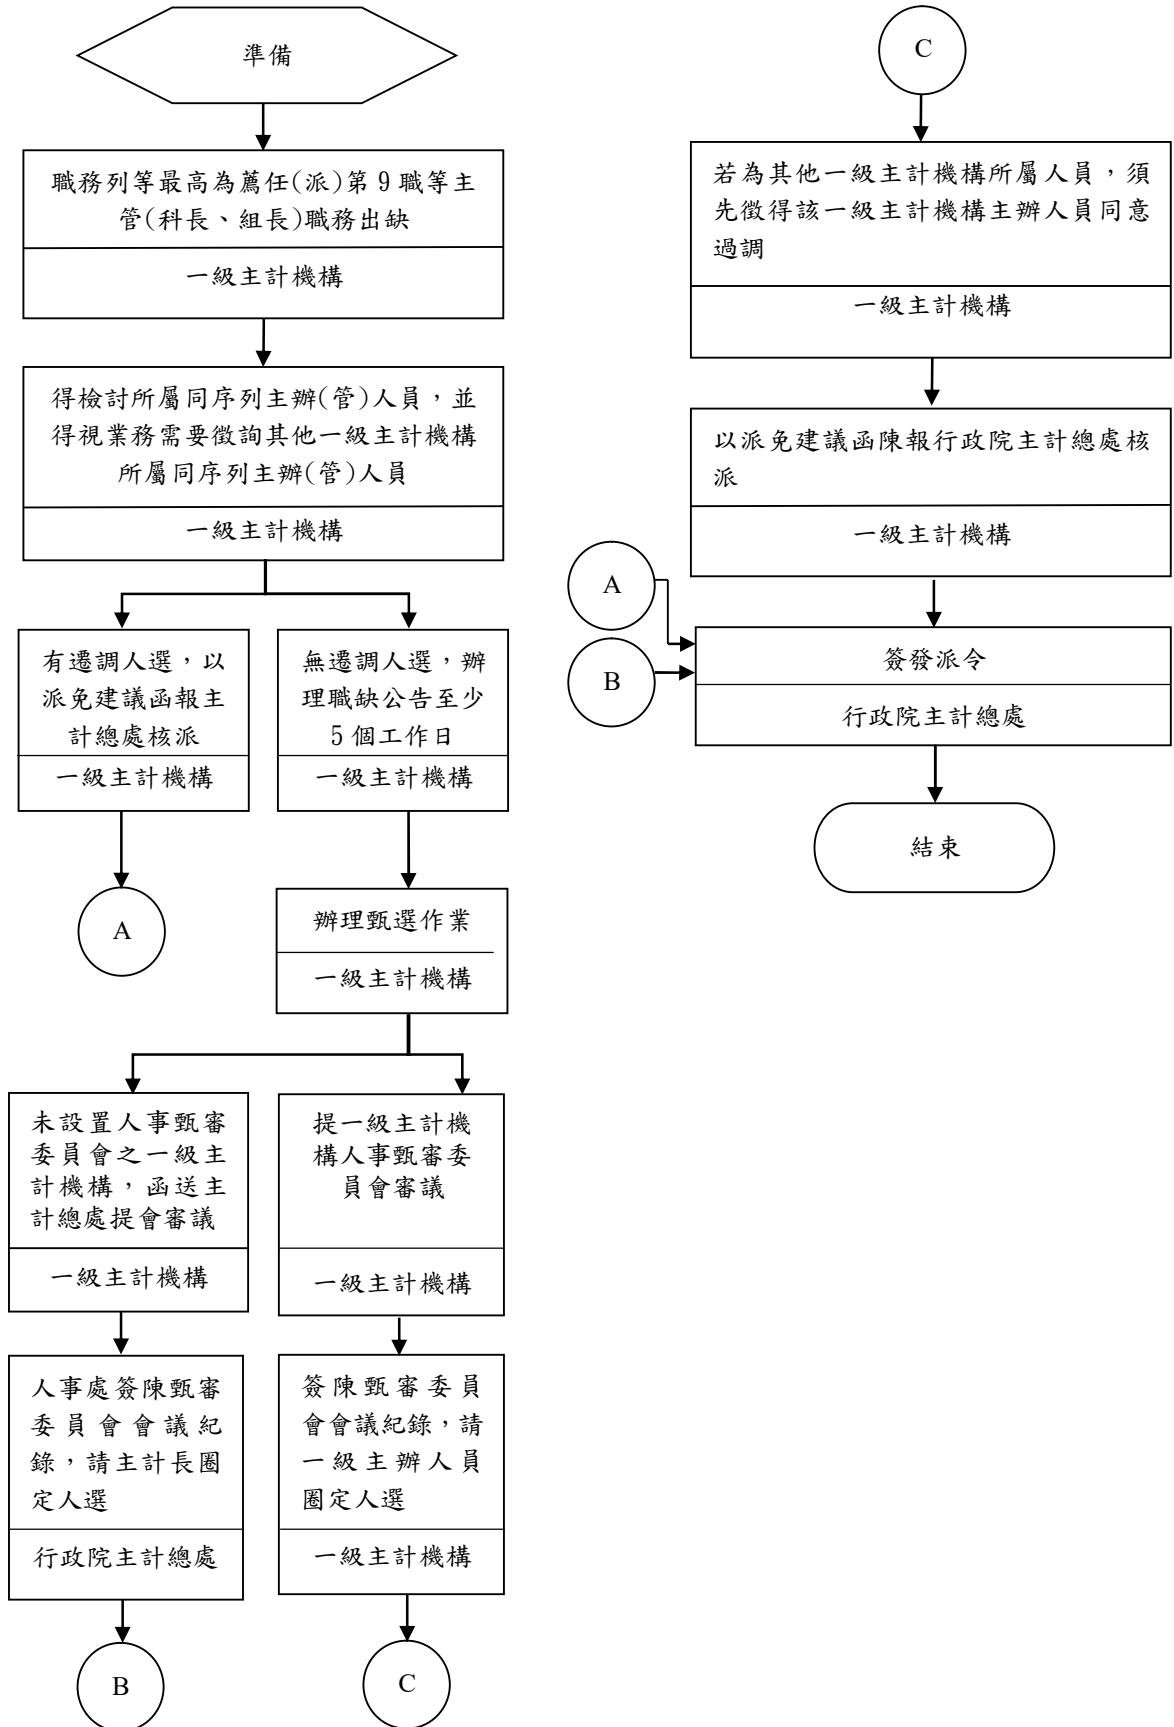 準備
職務列等最高為薦任(派)第 9 職等主
管(科長、組長)職務出缺
一級主計機構
得檢討所屬同序列主辦(管)人員，並
得視業務需要徵詢其他一級主計機構
所屬同序列主辦(管)人員
一級主計機構
有遷調人選，以
派免建議函報主
計總處核派
一級主計機構
無遷調人選，辦
理職缺公告至少
5 個工作日
一級主計機構
A
辦理甄選作業
一級主計機構
未設置人事甄審
委員會之一級主
計機構，函送主
計總處提會審議
一級主計機構
提一級主計機
構人事甄審委
員會審議
一級主計機構
人事處簽陳甄審
委員會會議紀
錄，請主計長圈
定人選
行政院主計總處
簽陳甄審委員
會會議紀錄，請
一級主辦人員
圈定人選
一級主計機構
B
C
C
若為其他一級主計機構所屬人員，須
先徵得該一級主計機構主辦人員同意
過調
一級主計機構
以派免建議函陳報行政院主計總處核
派
一級主計機構
A
B
簽發派令
行政院主計總處
結束